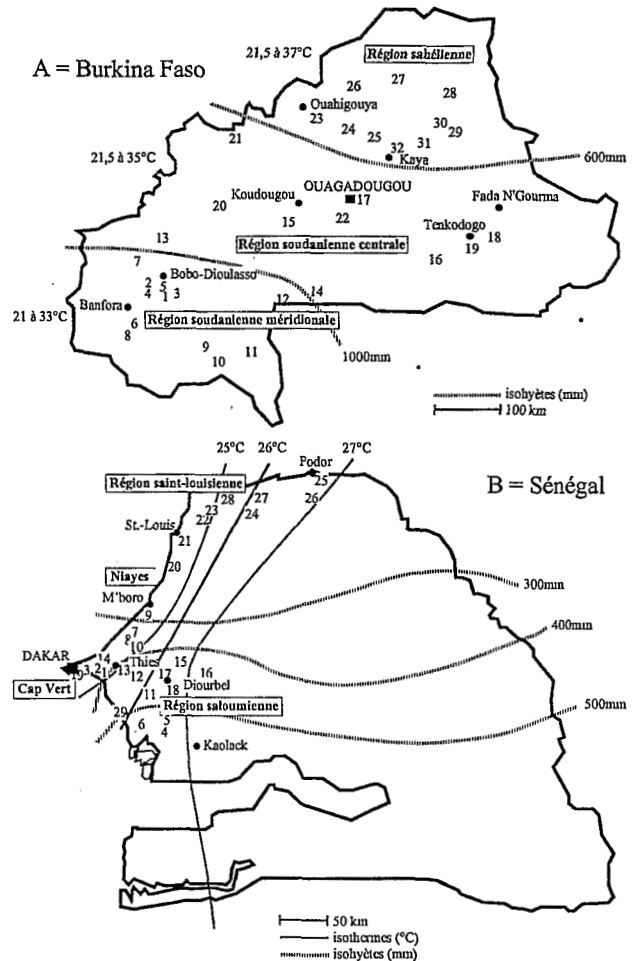 A = Burkina Faso
21,5 à 37°C
Région sahélienne
26 27 28
Ouahigouya
23
24 25 30 29
21
32 31
Kaya
600mm
21,5 à 35°C
OUAGADOUGOU
Koudougou 17
20
15 22
Fada N'Gourma
Tenkodogo
18
19
16
13
Région soudanienne centrale
7
Bobo-Dioulasso
2 5
4 1 3
12 14
Banfora
21 à 33°C
6
8
Région soudanienne méridionale
9 11
10
1000mm
isohyètes (mm)
100 km
25°C 26°C 27°C
Podor
25
B = Sénégal
Région saint-louisienne
28 27 26
23 24
22
St.-Louis
21
20
Niayes
M'boro
9
300mm
7
8
10
400mm
DAKAR
14 Thies 15
19 3 2 1 13 12 17 16
Diourbel
Cap Vert
11 18
500mm
Région saloumienne
29
6 5
4
Kaolack
50 km
isothermes (°C)
isohyètes (mm)